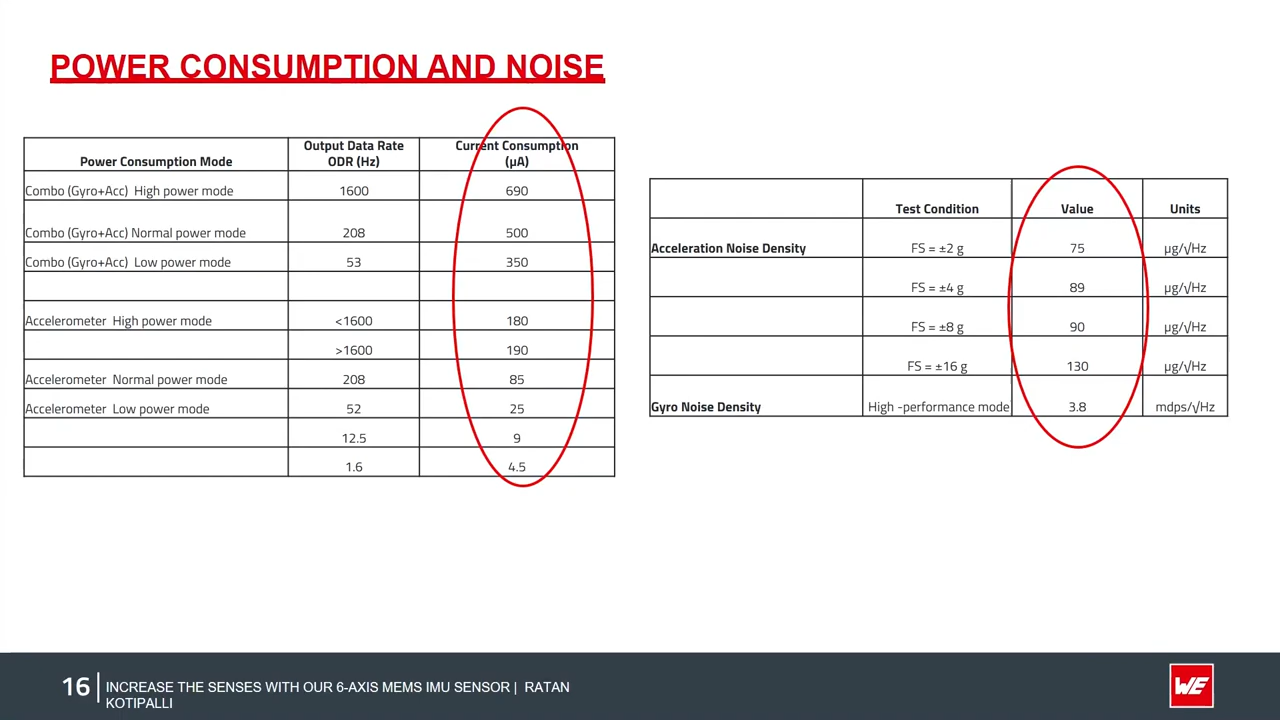 POWER CONSUMPTION AND NOISE
Power Consumption Mode Output Data Rate ODR (Hz) Current Consumption (µA)
Combo (Gyro+Acc) High power mode 1600 690
Combo (Gyro+Acc) Normal power mode 208 500
Combo (Gyro+Acc) Low power mode 53 350
Accelerometer High power mode <1600 180
>1600 190
Accelerometer Normal power mode 208 85
Accelerometer Low power mode 52 25
12.5 9
1.6 4.5
Test Condition Value Units
Acceleration Noise Density FS = ±2 g 75 µg/√Hz
FS = ±4 g 89 µg/√Hz
FS = ±8 g 90 µg/√Hz
FS = ±16 g 130 µg/√Hz
Gyro Noise Density High -performance mode 3.8 mdps/√Hz
16 INCREASE THE SENSES WITH OUR 6-AXIS MEMS IMU SENSOR | RATAN
KOTIPALLI
WE